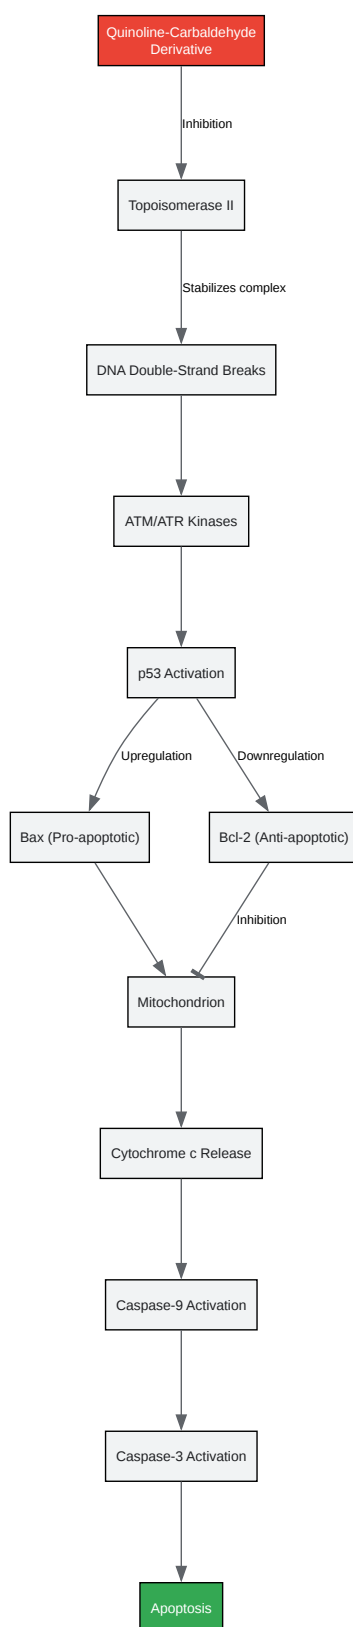 Quinoline-Carbaldehyde
Derivative
Inhibition
Topoisomerase II
Stabilizes complex
DNA Double-Strand Breaks
ATM/ATR Kinases
p53 Activation
Upregulation
Downregulation
Bax (Pro-apoptotic)
Bcl-2 (Anti-apoptotic)
Inhibition
Mitochondrion
Cytochrome c Release
Caspase-9 Activation
Caspase-3 Activation
Apoptosis